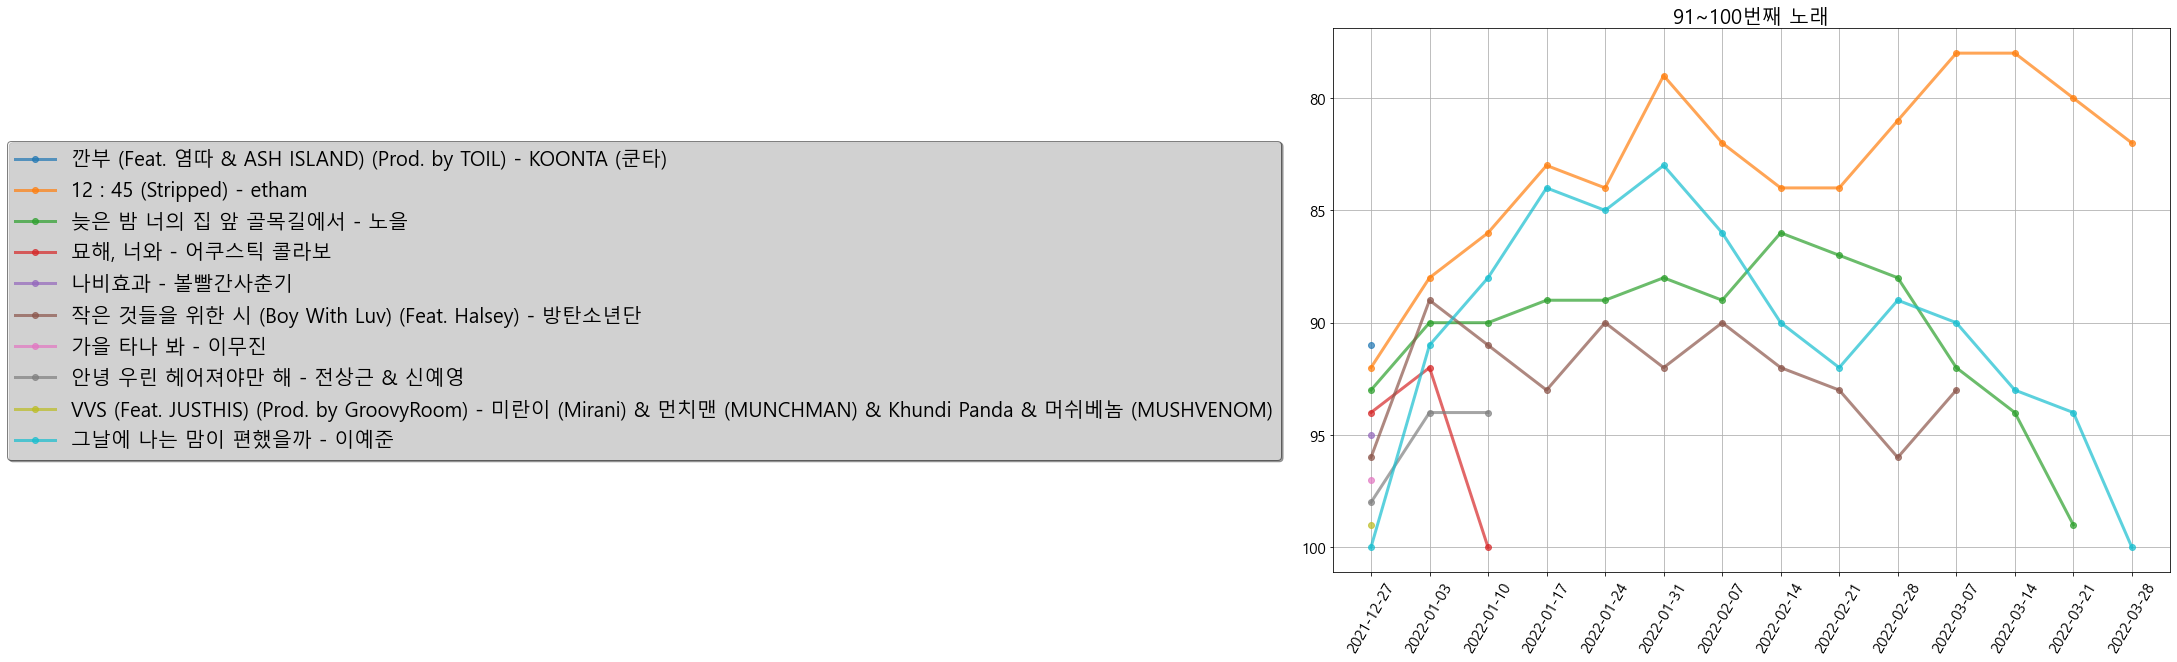 91~100번째 노래
깐부 (Feat. 염따 & ASH ISLAND) (Prod. by TOIL) - KOONTA (쿤타)
12 : 45 (Stripped) - etham
늦은 밤 너의 집 앞 골목길에서 - 노을
묘해, 너와 - 어쿠스틱 콜라보
나비효과 - 볼빨간사춘기
작은 것들을 위한 시 (Boy With Luv) (Feat. Halsey) - 방탄소년단
가을 타나 봐 - 이무진
안녕 우린 헤어져야만 해 - 전상근 & 신예영
VVS (Feat. JUSTHIS) (Prod. by GroovyRoom) - 미란이 (Mirani) & 먼치맨 (MUNCHMAN) & Khundi Panda & 머쉬베놈 (MUSHVENOM)
그날에 나는 맘이 편했을까 - 이예준
80
85
90
95
100
2021-12-27
2022-01-03
2022-01-10
2022-01-17
2022-01-24
2022-01-31
2022-02-07
2022-02-14
2022-02-21
2022-02-28
2022-03-07
2022-03-14
2022-03-21
2022-03-28